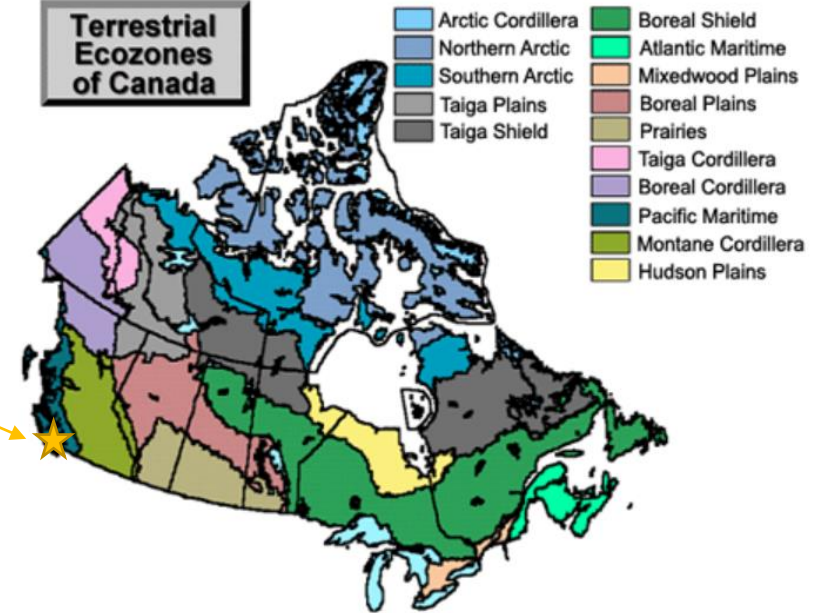 Terrestrial
Ecozones
of Canada
Arctic Cordillera
Northern Arctic
Southern Arctic
Taiga Plains
Taiga Shield
Boreal Shield
Atlantic Maritime
Mixedwood Plains
Boreal Plains
Prairies
Taiga Cordillera
Boreal Cordillera
Pacific Maritime
Montane Cordillera
Hudson Plains